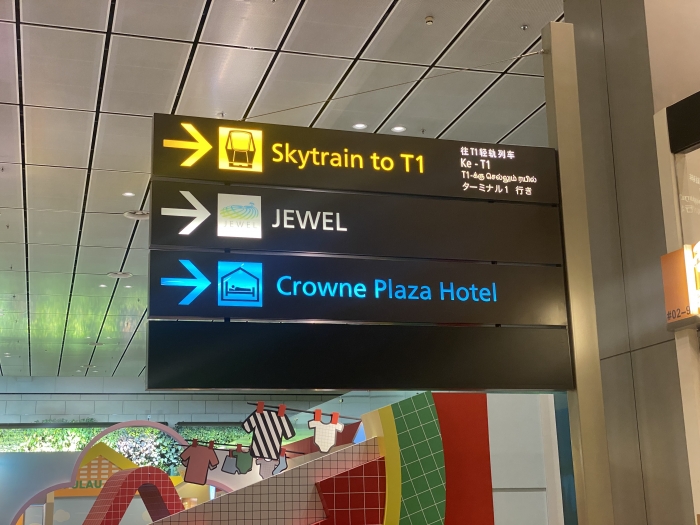 Skytrain to T1
往T1轻轨列车
Ke - T1
T1-க்கு செல்லும் ரயில்
ターミナル1 行き
JEWEL
JEWEL
Crowne Plaza Hotel